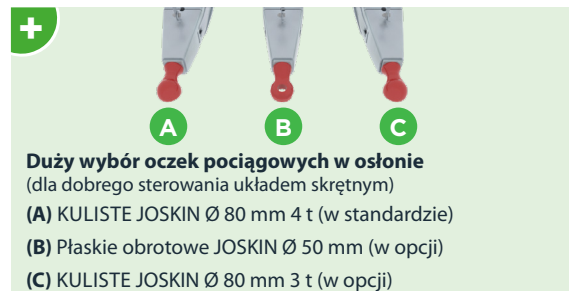 +
A B C
Duży wybór oczek pociągowych w osłonie
(dla dobrego sterowania układem skrętnym)
(A) KULISTE JOSKIN Ø 80 mm 4 t (w standardzie)
(B) Płaskie obrotowe JOSKIN Ø 50 mm (w opcji)
(C) KULISTE JOSKIN Ø 80 mm 3 t (w opcji)